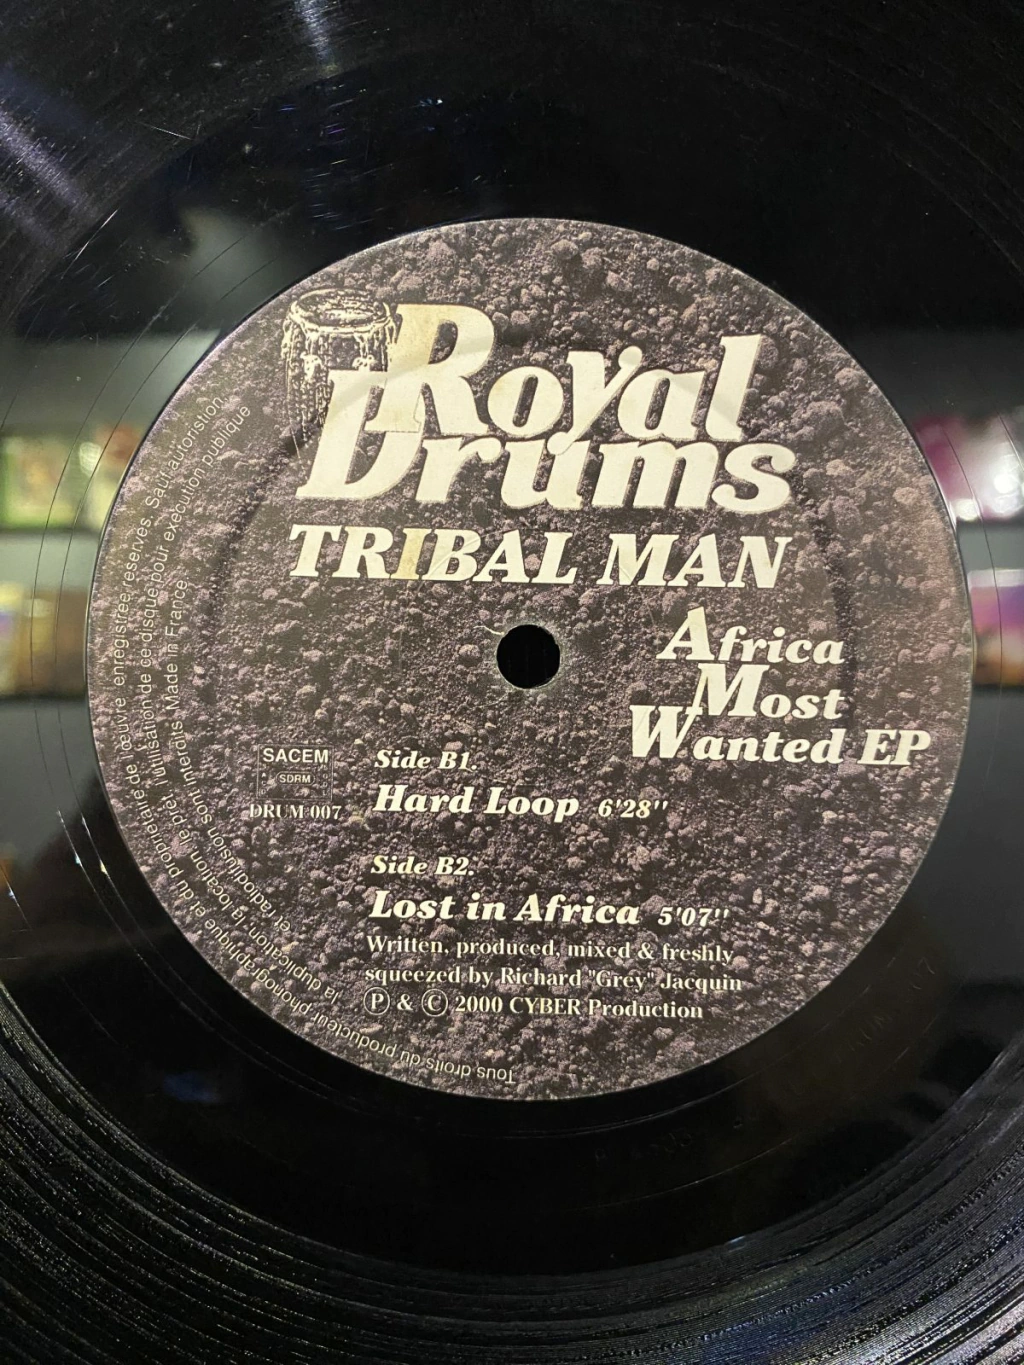 Royal
Drums
TRIBAL MAN
Africa
Most
Wanted EP
SACEM
SDRM
DRUM 007
Side B1.
Hard Loop 6'28"
Side B2.
Lost in Africa 5'07"
Written, produced, mixed & freshly
squeezed by Richard "Grey" Jacquin
Ⓟ & © 2000 CYBER Production
Tous droits du producteur phonographique et du propriétaire de l'œuvre enregistrée réservés. Sauf autoristion,
la duplication, la location, le prêt, l'utilisation de ce disque pour exécution publique
et radiodifusion sont interdits. Made in France